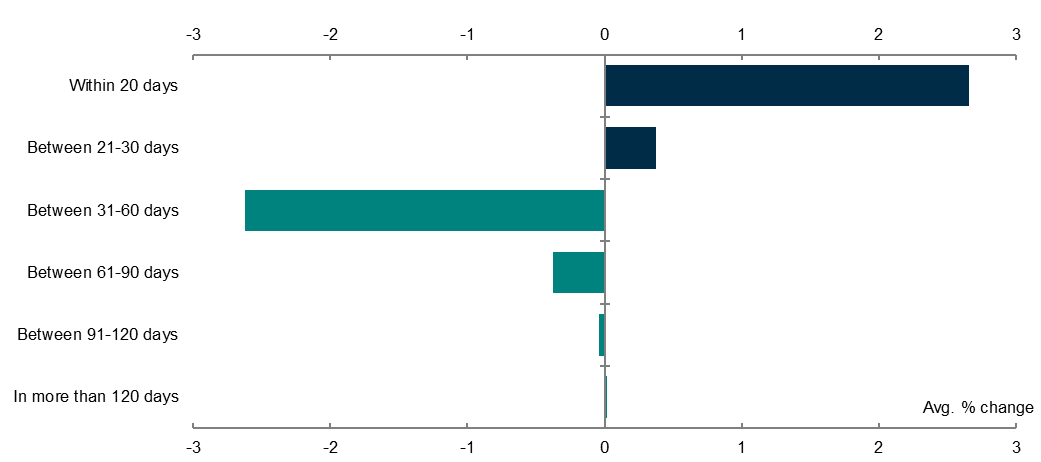 -3 -2 -1 0 1 2 3
Within 20 days
Between 21-30 days
Between 31-60 days
Between 61-90 days
Between 91-120 days
In more than 120 days
Avg. % change
-3 -2 -1 0 1 2 3